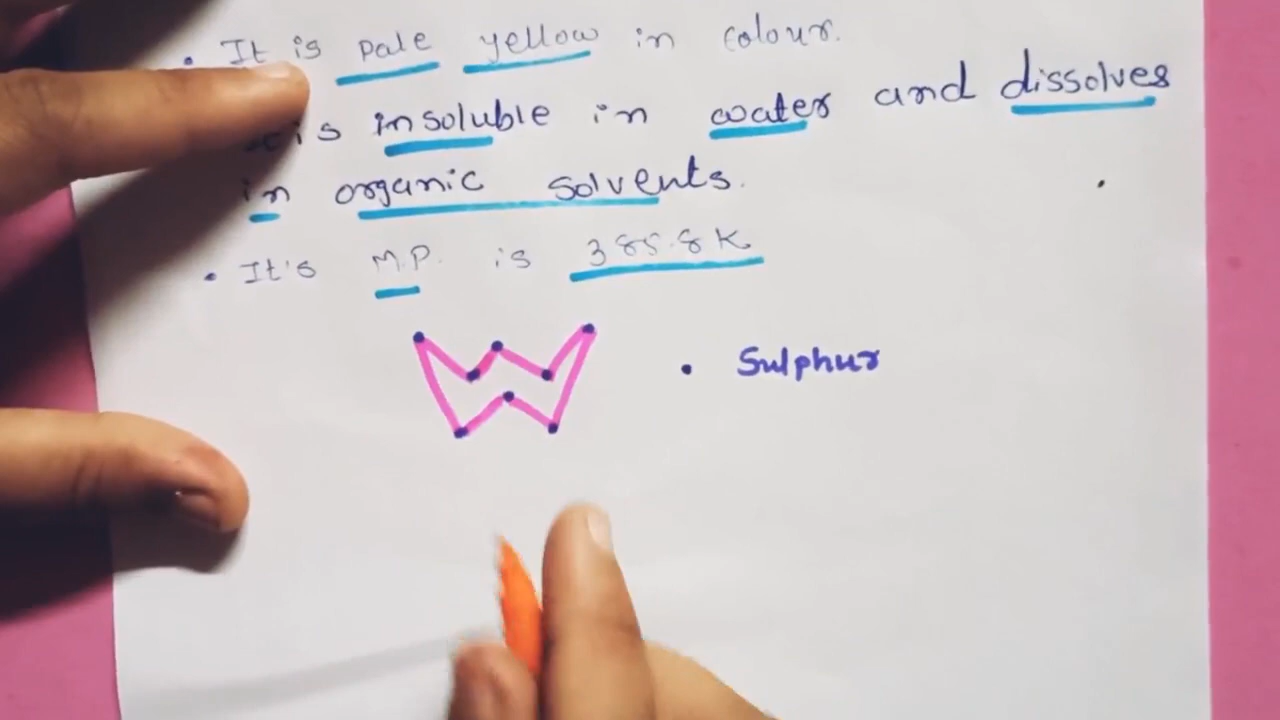 • It is pale yellow in colour.
is insoluble in water and dissolves
in organic solvents.
• It's M.P. is 385.8K
• Sulphur